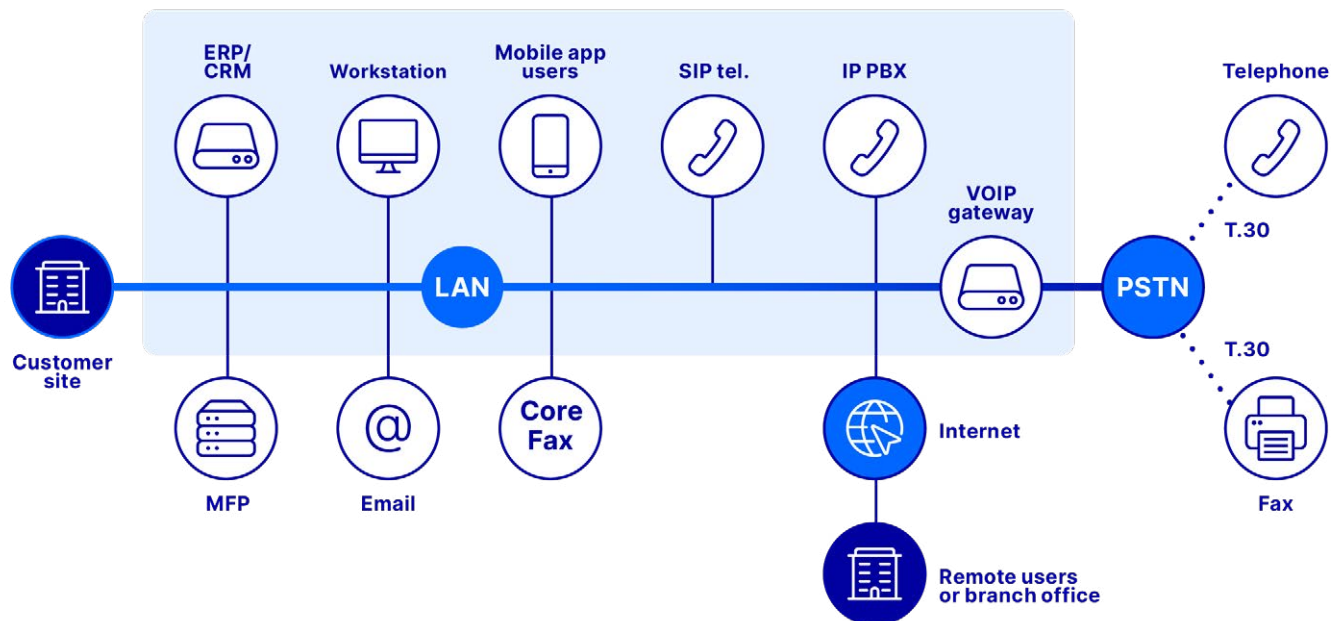 ERP/
CRM
Workstation
Mobile app
users
SIP tel.
IP PBX
Telephone
VOIP
gateway
T.30
LAN
PSTN
Customer
site
T.30
@
Core
Fax
Internet
MFP
Email
Fax
Remote users
or branch office